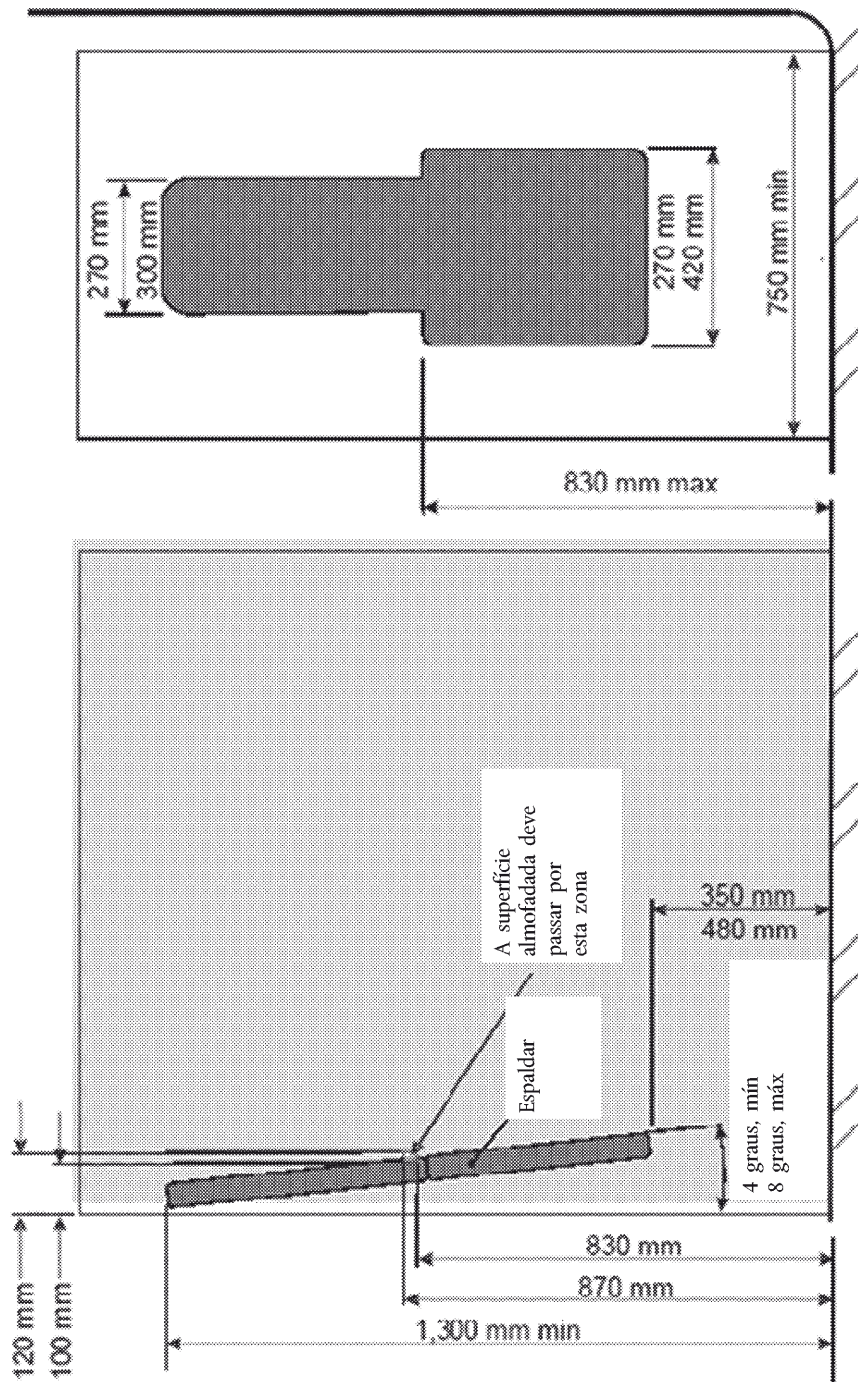 270 mm
300 mm
270 mm
420 mm
750 mm min
830 mm max
A superfície
almofadada deve
passar por
esta zona
Espaldar
350 mm
480 mm
4 graus, mín
8 graus, máx
120 mm
100 mm
830 mm
870 mm
1,300 mm min